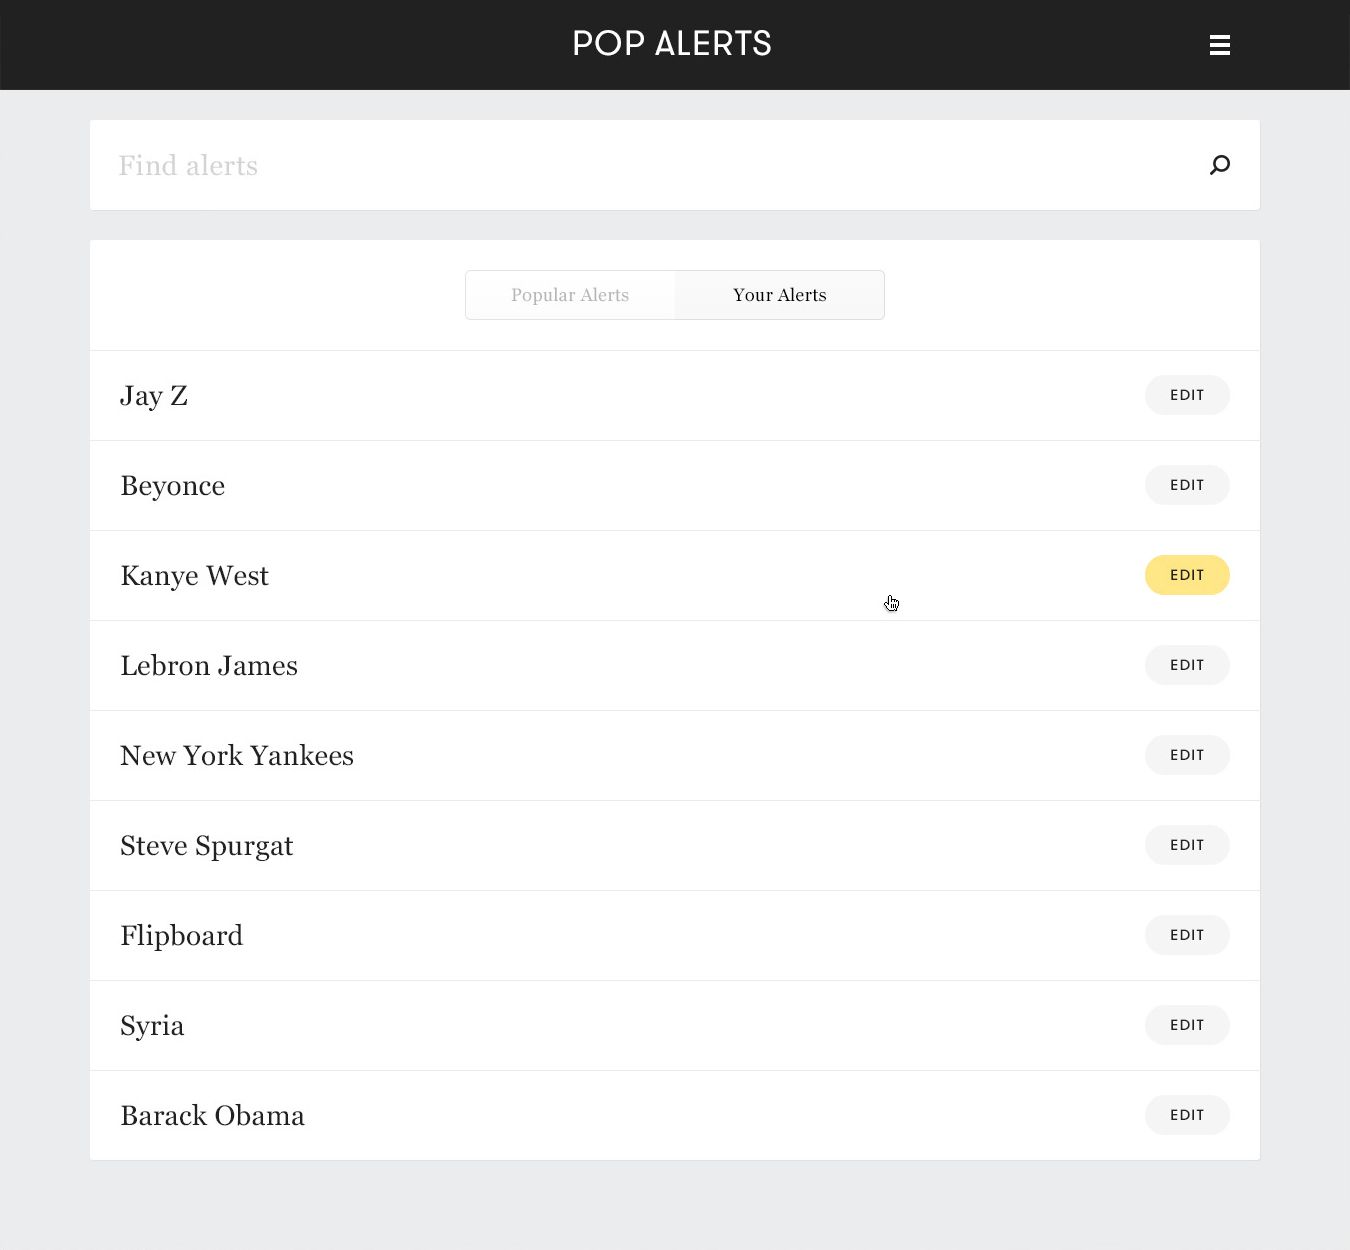 POP ALERTS
Find alerts
Popular Alerts Your Alerts
Jay Z EDIT
Beyonce EDIT
Kanye West EDIT
Lebron James EDIT
New York Yankees EDIT
Steve Spurgat EDIT
Flipboard EDIT
Syria EDIT
Barack Obama EDIT